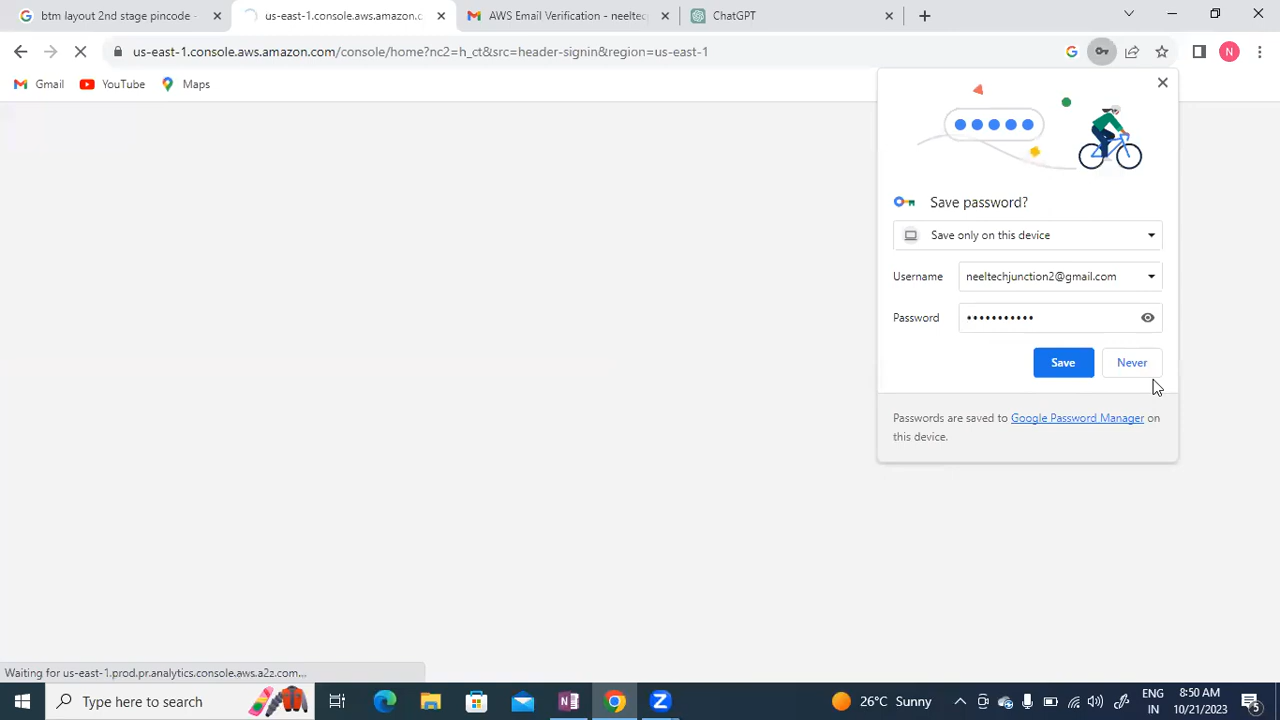 btm layout 2nd stage pincode -
us-east-1.console.aws.amazon.c
AWS Email Verification - neeltec
ChatGPT
us-east-1.console.aws.amazon.com/console/home?nc2=h_ct&src=header-signin&region=us-east-1
N
Gmail
YouTube
Maps
Save password?
Save only on this device
Username
neeltechjunction2@gmail.com
Password
•••••••••••
Save
Never
Passwords are saved to Google Password Manager on
this device.
Waiting for us-east-1.prod.pr.analytics.console.aws.a2z.com...
Type here to search
26°C Sunny
ENG
IN
8:50 AM
10/21/2023
5